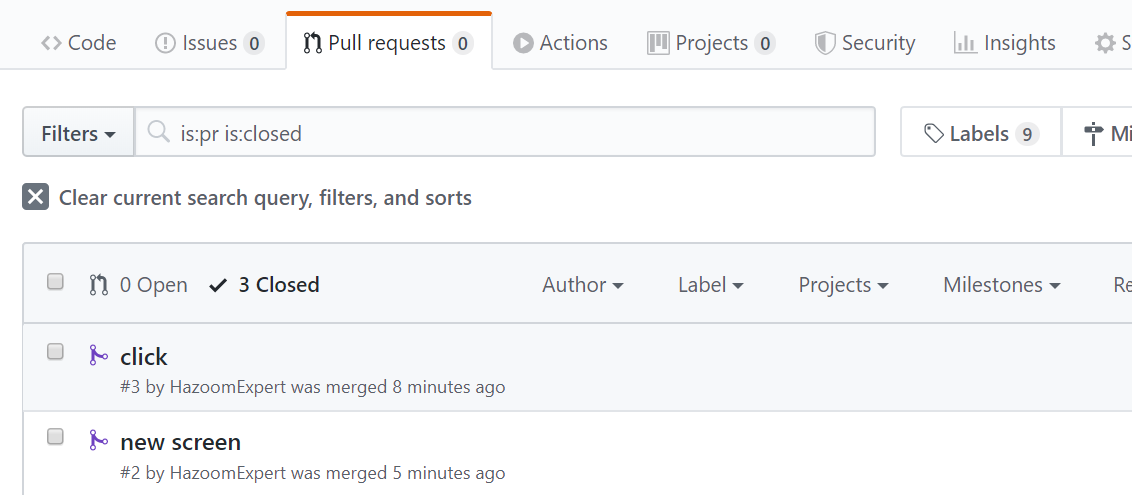 Code Issues 0 Pull requests 0 Actions Projects 0 Security Insights S
Filters is:pr is:closed Labels 9 Mi
Clear current search query, filters, and sorts
0 Open 3 Closed Author Label Projects Milestones Re
click
#3 by HazoomExpert was merged 8 minutes ago
new screen
#2 by HazoomExpert was merged 5 minutes ago